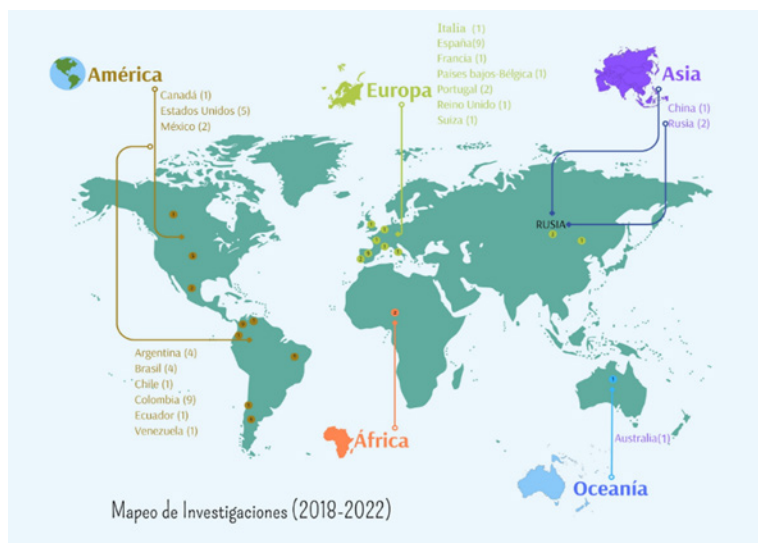 América
Canadá (1)
Estados Unidos (5)
México (2)
Europa
Italia (1)
España(9)
Francia (1)
Países bajos-Bélgica (1)
Portugal (2)
Reino Unido (1)
Suiza (1)
Asia
China (1)
Rusia (2)
RUSIA
Argentina (4)
Brasil (4)
Chile (1)
Colombia (9)
Ecuador (1)
Venezuela (1)
África
Australia(1)
Oceanía
Mapeo de Investigaciones (2018-2022)